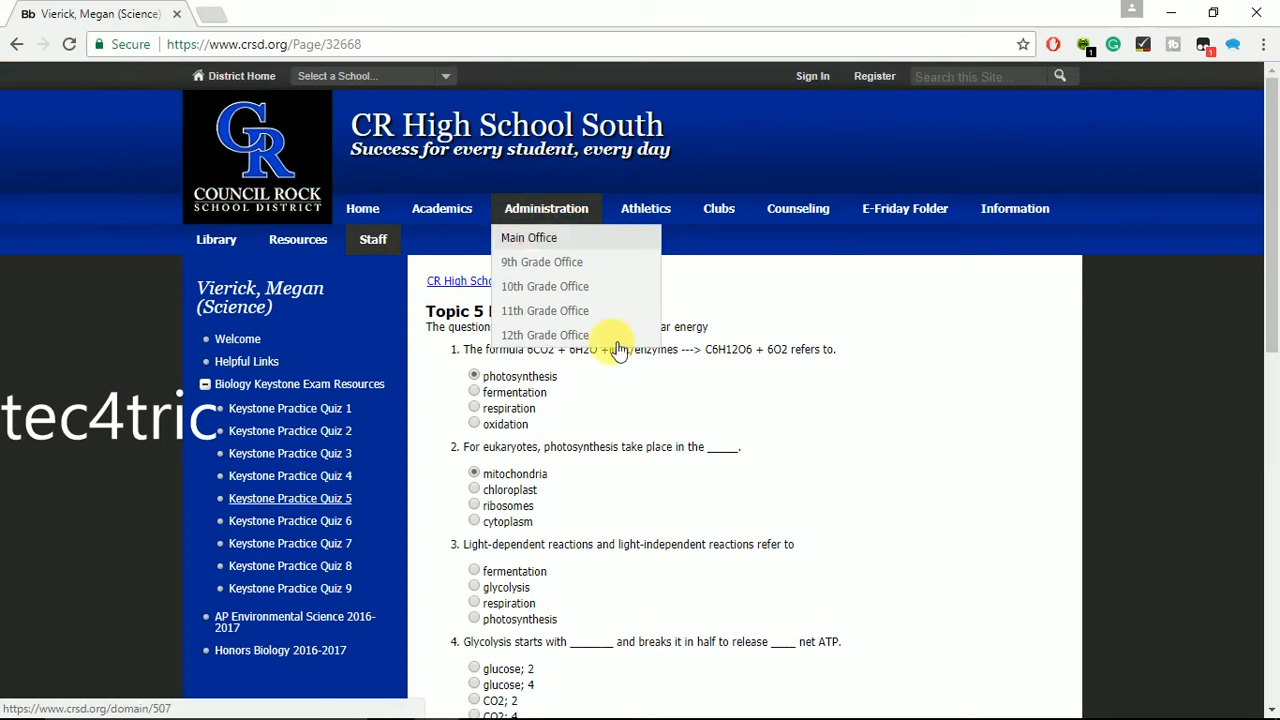 Bb Vierick, Megan (Science)
Secure https://www.crsd.org/Page/32668
District Home Select a School... Sign In Register Search this Site...
CR
COUNCIL ROCK
SCHOOL DISTRICT
CR High School South
Success for every student, every day
Home Academics Administration Athletics Clubs Counseling E-Friday Folder Information
Library Resources Staff
Main Office
9th Grade Office
10th Grade Office
11th Grade Office
12th Grade Office
Vierick, Megan
(Science)
Welcome
Helpful Links
Biology Keystone Exam Resources
Keystone Practice Quiz 1
Keystone Practice Quiz 2
Keystone Practice Quiz 3
Keystone Practice Quiz 4
Keystone Practice Quiz 5
Keystone Practice Quiz 6
Keystone Practice Quiz 7
Keystone Practice Quiz 8
Keystone Practice Quiz 9
AP Environmental Science 2016-
2017
Honors Biology 2016-2017
tec4tric
CR High Scho
Topic 5
The question ar energy
1. The formula 6CO2 + 6H2O + /enzymes ---> C6H12O6 + 6O2 refers to.
photosynthesis
fermentation
respiration
oxidation
2. For eukaryotes, photosynthesis take place in the _____.
mitochondria
chloroplast
ribosomes
cytoplasm
3. Light-dependent reactions and light-independent reactions refer to
fermentation
glycolysis
respiration
photosynthesis
4. Glycolysis starts with _______ and breaks it in half to release ____ net ATP.
glucose; 2
glucose; 4
CO2; 2
CO2; 4
https://www.crsd.org/domain/507
1
1